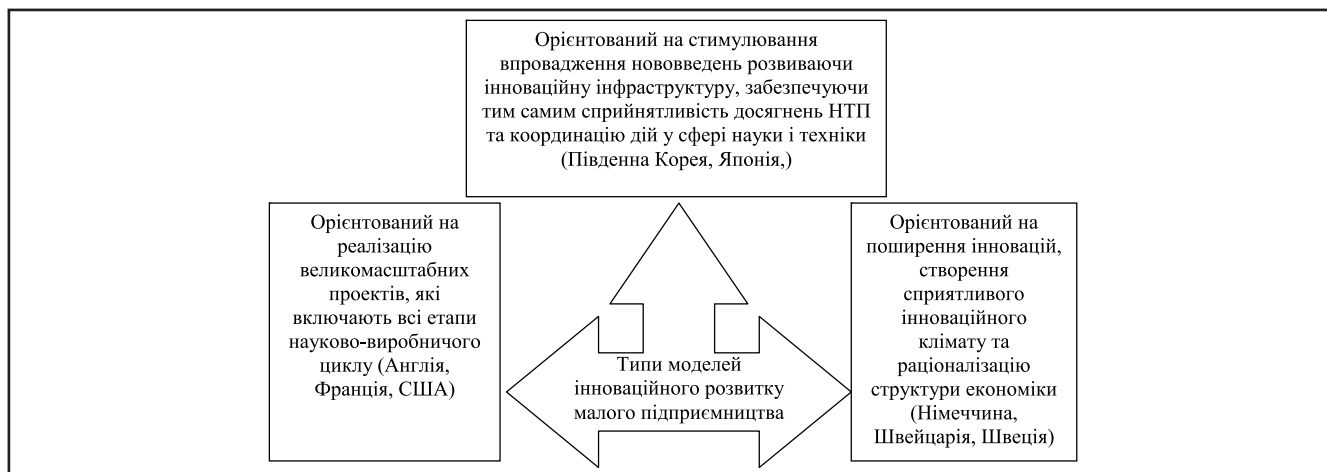 Орієнтований на стимулювання
впровадження нововведень розвиваючи
інноваційну інфраструктуру, забезпечуючи
тим самим сприйнятливість досягнень НТП
та координацію дій у сфері науки і техніки
(Південна Корея, Японія,)
Орієнтований на
реалізацію
великомасштабних
проектів, які
включають всі етапи
науково-виробничого
циклу (Англія,
Франція, США)
Типи моделей
інноваційного розвитку
малого підприємництва
Орієнтований на
поширення інновацій,
створення
сприятливого
інноваційного
клімату та
раціоналізацію
структури економіки
(Німеччина,
Швейцарія, Швеція)